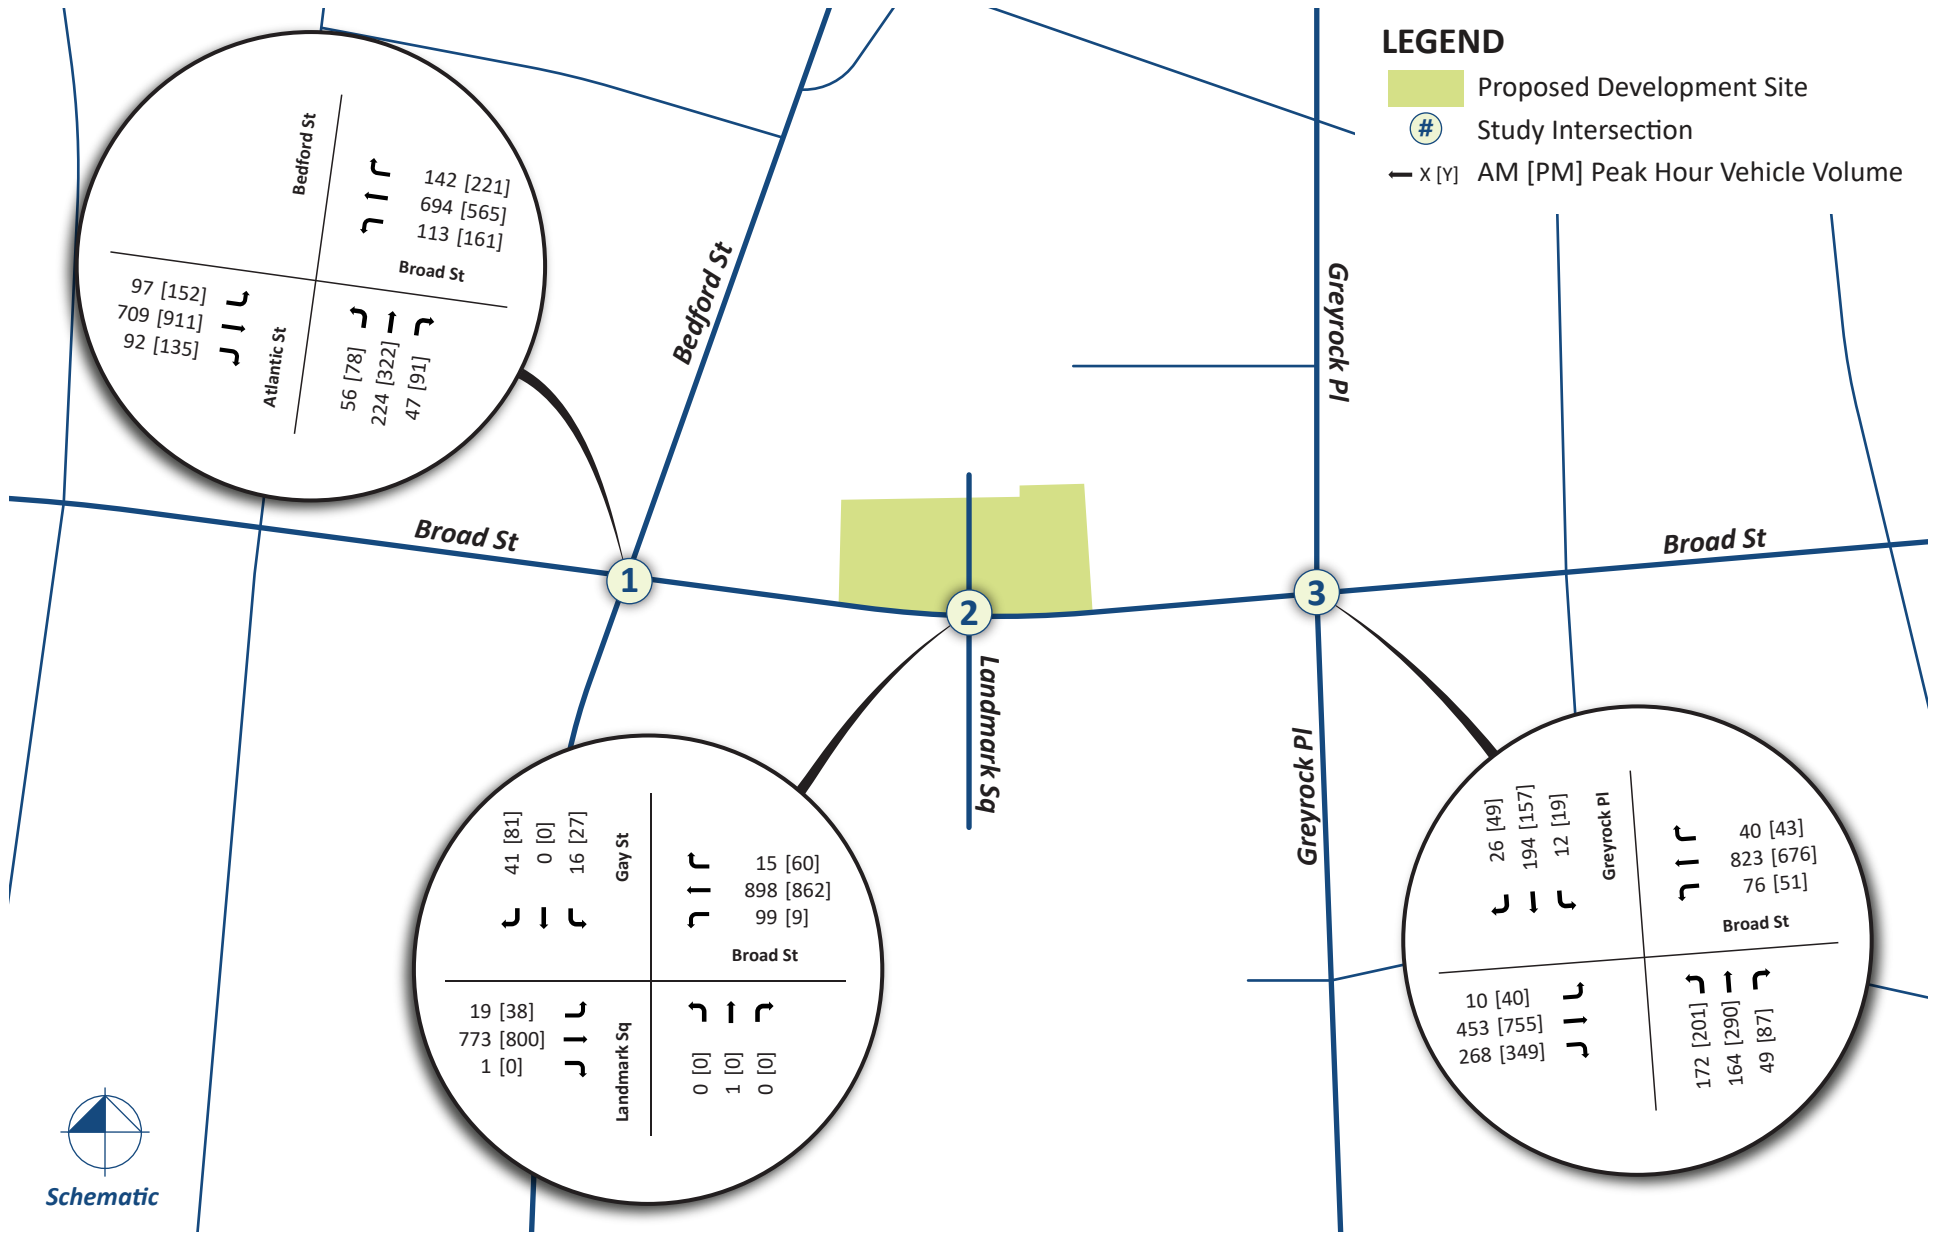 LEGEND
Proposed Development Site
# Study Intersection
X [Y] AM [PM] Peak Hour Vehicle Volume
Bedford St
142 [221]
694 [565]
113 [161]
Broad St
97 [152]
709 [911]
92 [135]
Atlantic St
56 [78]
224 [322]
47 [91]
Bedford St
Greyrock Pl
Broad St
Broad St
1
2
3
Landmark Sq
Greyrock Pl
41 [81]
0 [0]
16 [27]
Gay St
15 [60]
898 [862]
99 [9]
Broad St
19 [38]
773 [800]
1 [0]
Landmark Sq
0 [0]
1 [0]
0 [0]
26 [49]
194 [157]
12 [19]
Greyrock Pl
40 [43]
823 [676]
76 [51]
Broad St
10 [40]
453 [755]
268 [349]
172 [201]
164 [290]
49 [87]
Schematic